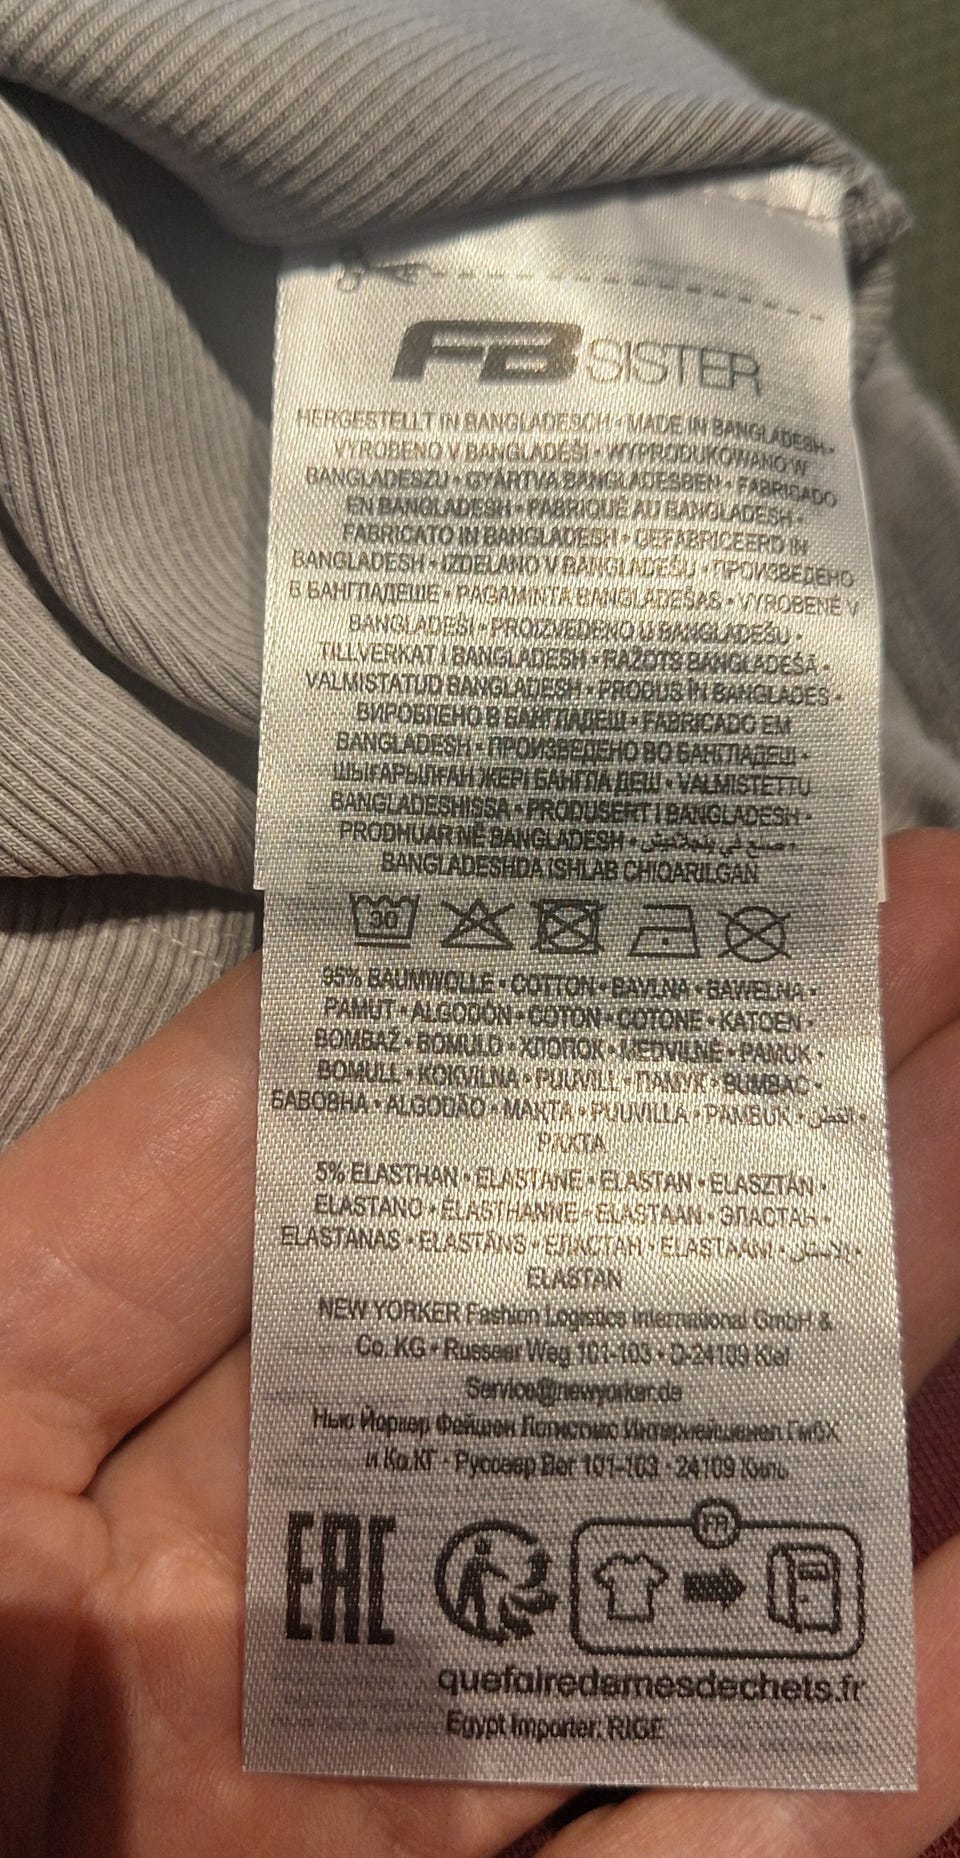 FB SISTER
HERGESTELLT IN BANGLADESCH • MADE IN BANGLADESH •
VYROBENO V BANGLADÉŠI • WYPRODUKOWANO W
BANGLADESZU • GYÁRTVA BANGLADESBEN • FABRICADO
EN BANGLADESH • FABRIQUÉ AU BANGLADESH •
FABRICATO IN BANGLADESH • GEFABRICEERD IN
BANGLADESH • IZDELANO V BANGLADEŠU • ПРОИЗВЕДЕНО
В БАНГЛАДЕШЕ • PAGAMINTA BANGLADEŠAS • VYROBENÉ V
BANGLADÉŠI • PROIZVEDENO U BANGLADEŠU •
TILLVERKAT I BANGLADESH • RAŽOTS BANGLADEŠĀ •
VALMISTATUD BANGLADESH • PRODUS ÎN BANGLADES •
ВИРОБЛЕНО В БАНГЛАДЕШ • FABRICADO EM
BANGLADESH • ПРОИЗВЕДЕНО ВО БАНГЛАДЕШ •
ШЫҒАРЫЛҒАН ЖЕРІ БАНГЛА ДЕШ • VALMISTETTU
BANGLADESHISSA • PRODUSERT I BANGLADESH •
PRODHUAR NË BANGLADESH • صنع في بنجلاديش •
BANGLADESHDA ISHLAB CHIQARILGAN
30
95% BAUMWOLLE • COTTON • BAVLNA • BAWEŁNA •
PAMUT • ALGODÓN • COTON • COTONE • KATOEN •
BOMBAŽ • BOMULD • ХЛОПОК • MEDVILNĖ • PAMUK •
BOMULL • KOKVILNA • PUUVILL • ПАМУК • BUMBAC •
БАВОВНА • ALGODÃO • МАКТА • PUUVILLA • PAMBUK • القطن •
PAXTA
5% ELASTHAN • ELASTANE • ELASTAN • ELASZTÁN •
ELASTANO • ELASTHANNE • ELASTAAN • ЭЛАСТАН •
ELASTANAS • ELASTĀNS • ЕЛАСТАН • ELASTAANI •
ELASTAN
NEW YORKER Fashion Logistics International GmbH &
Co. KG • Russeer Weg 101-103 • D-24109 Kiel
Service@newyorker.de
Нью Йоркер Фейшен Логистикс Интернейшенел ГмбХ
и Ко.КГ • Руссеер Вег 101-103 • 24109 Киль
EAC
FR
quefairedemesdechets.fr
Egypt Importer: RIGE